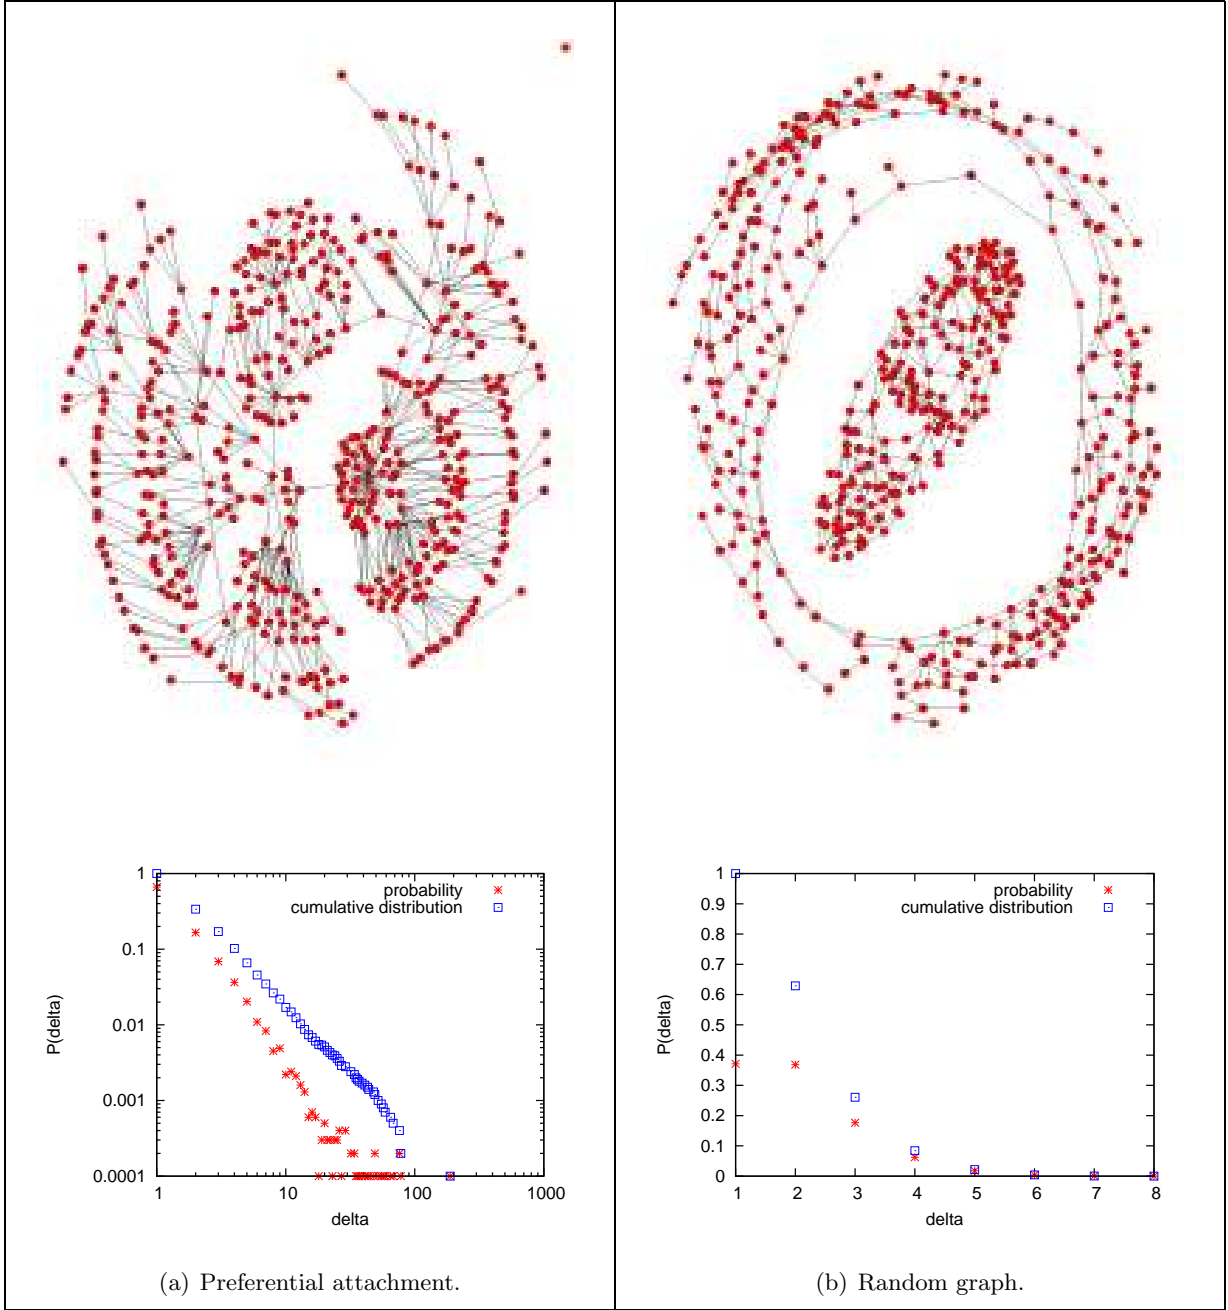 1
0.1
0.01
0.001
0.0001
1 10 100 1000
P(delta)
delta
probability
cumulative distribution
(a) Preferential attachment.
1
0.9
0.8
0.7
0.6
0.5
0.4
0.3
0.2
0.1
0
1 2 3 4 5 6 7 8
P(delta)
delta
probability
cumulative distribution
(b) Random graph.